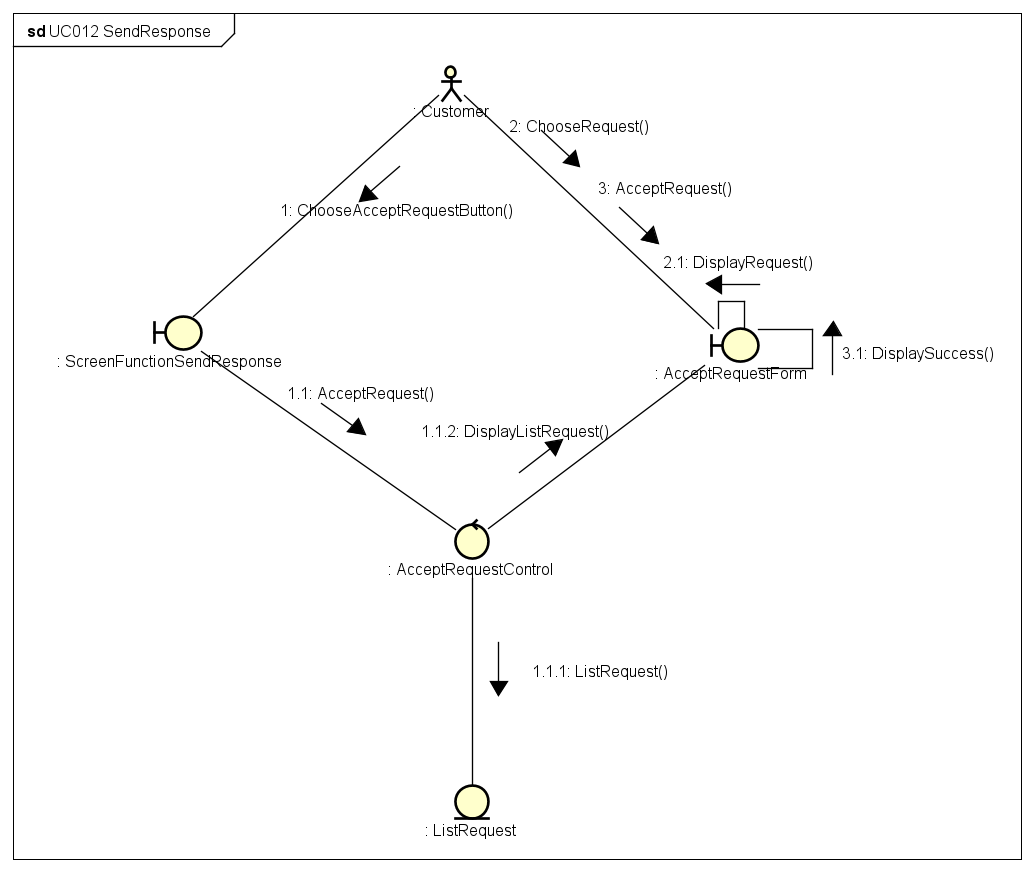 sd UC012 SendResponse
: Customer
2: ChooseRequest()
3: AcceptRequest()
1: ChooseAcceptRequestButton()
2.1: DisplayRequest()
3.1: DisplaySuccess()
: ScreenFunctionSendResponse
: AcceptRequestForm
1.1: AcceptRequest()
1.1.2: DisplayListRequest()
: AcceptRequestControl
1.1.1: ListRequest()
: ListRequest